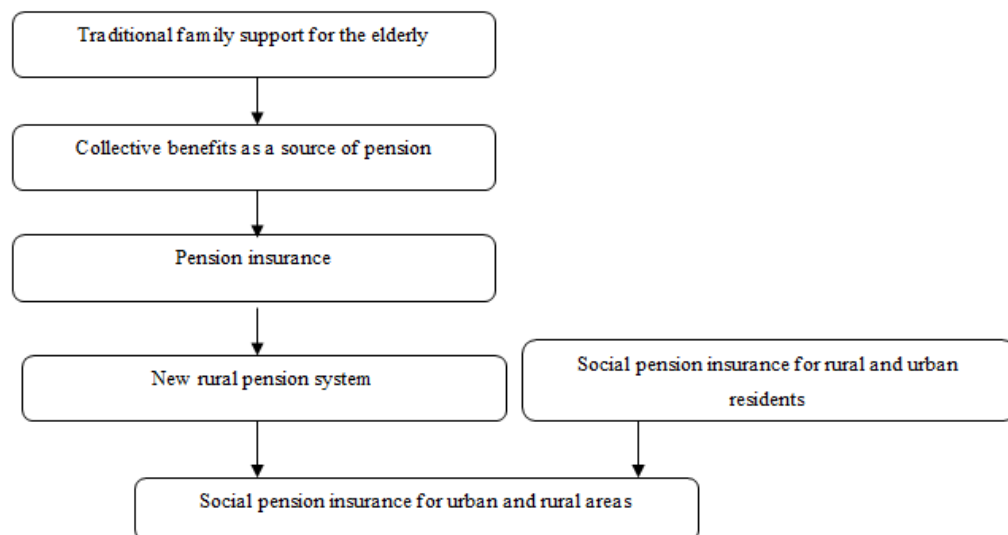 Traditional family support for the elderly
Collective benefits as a source of pension
Pension insurance
New rural pension system
Social pension insurance for rural and urban
residents
Social pension insurance for urban and rural areas